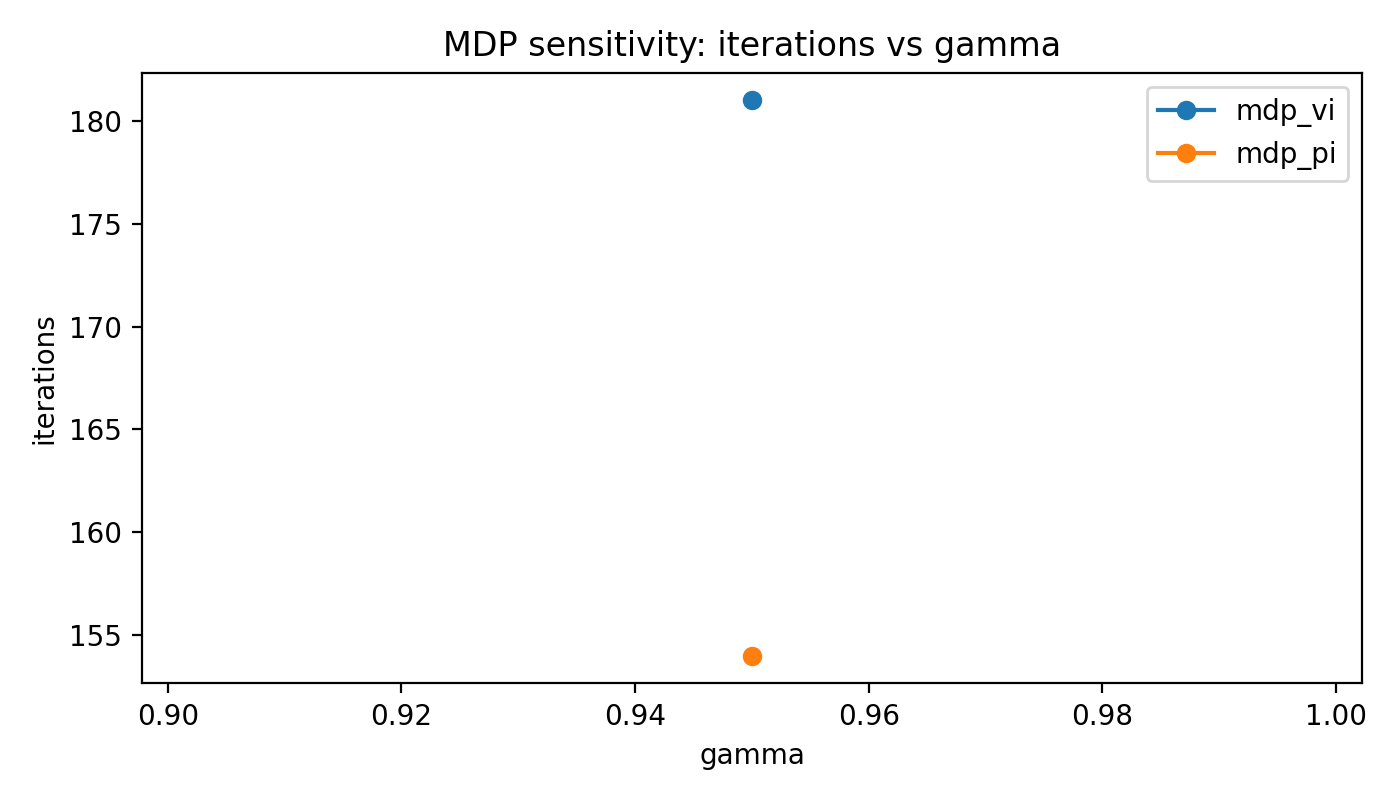 MDP sensitivity: iterations vs gamma
mdp_vi
mdp_pi
180
175
170
165
160
155
iterations
0.90 0.92 0.94 0.96 0.98 1.00
gamma